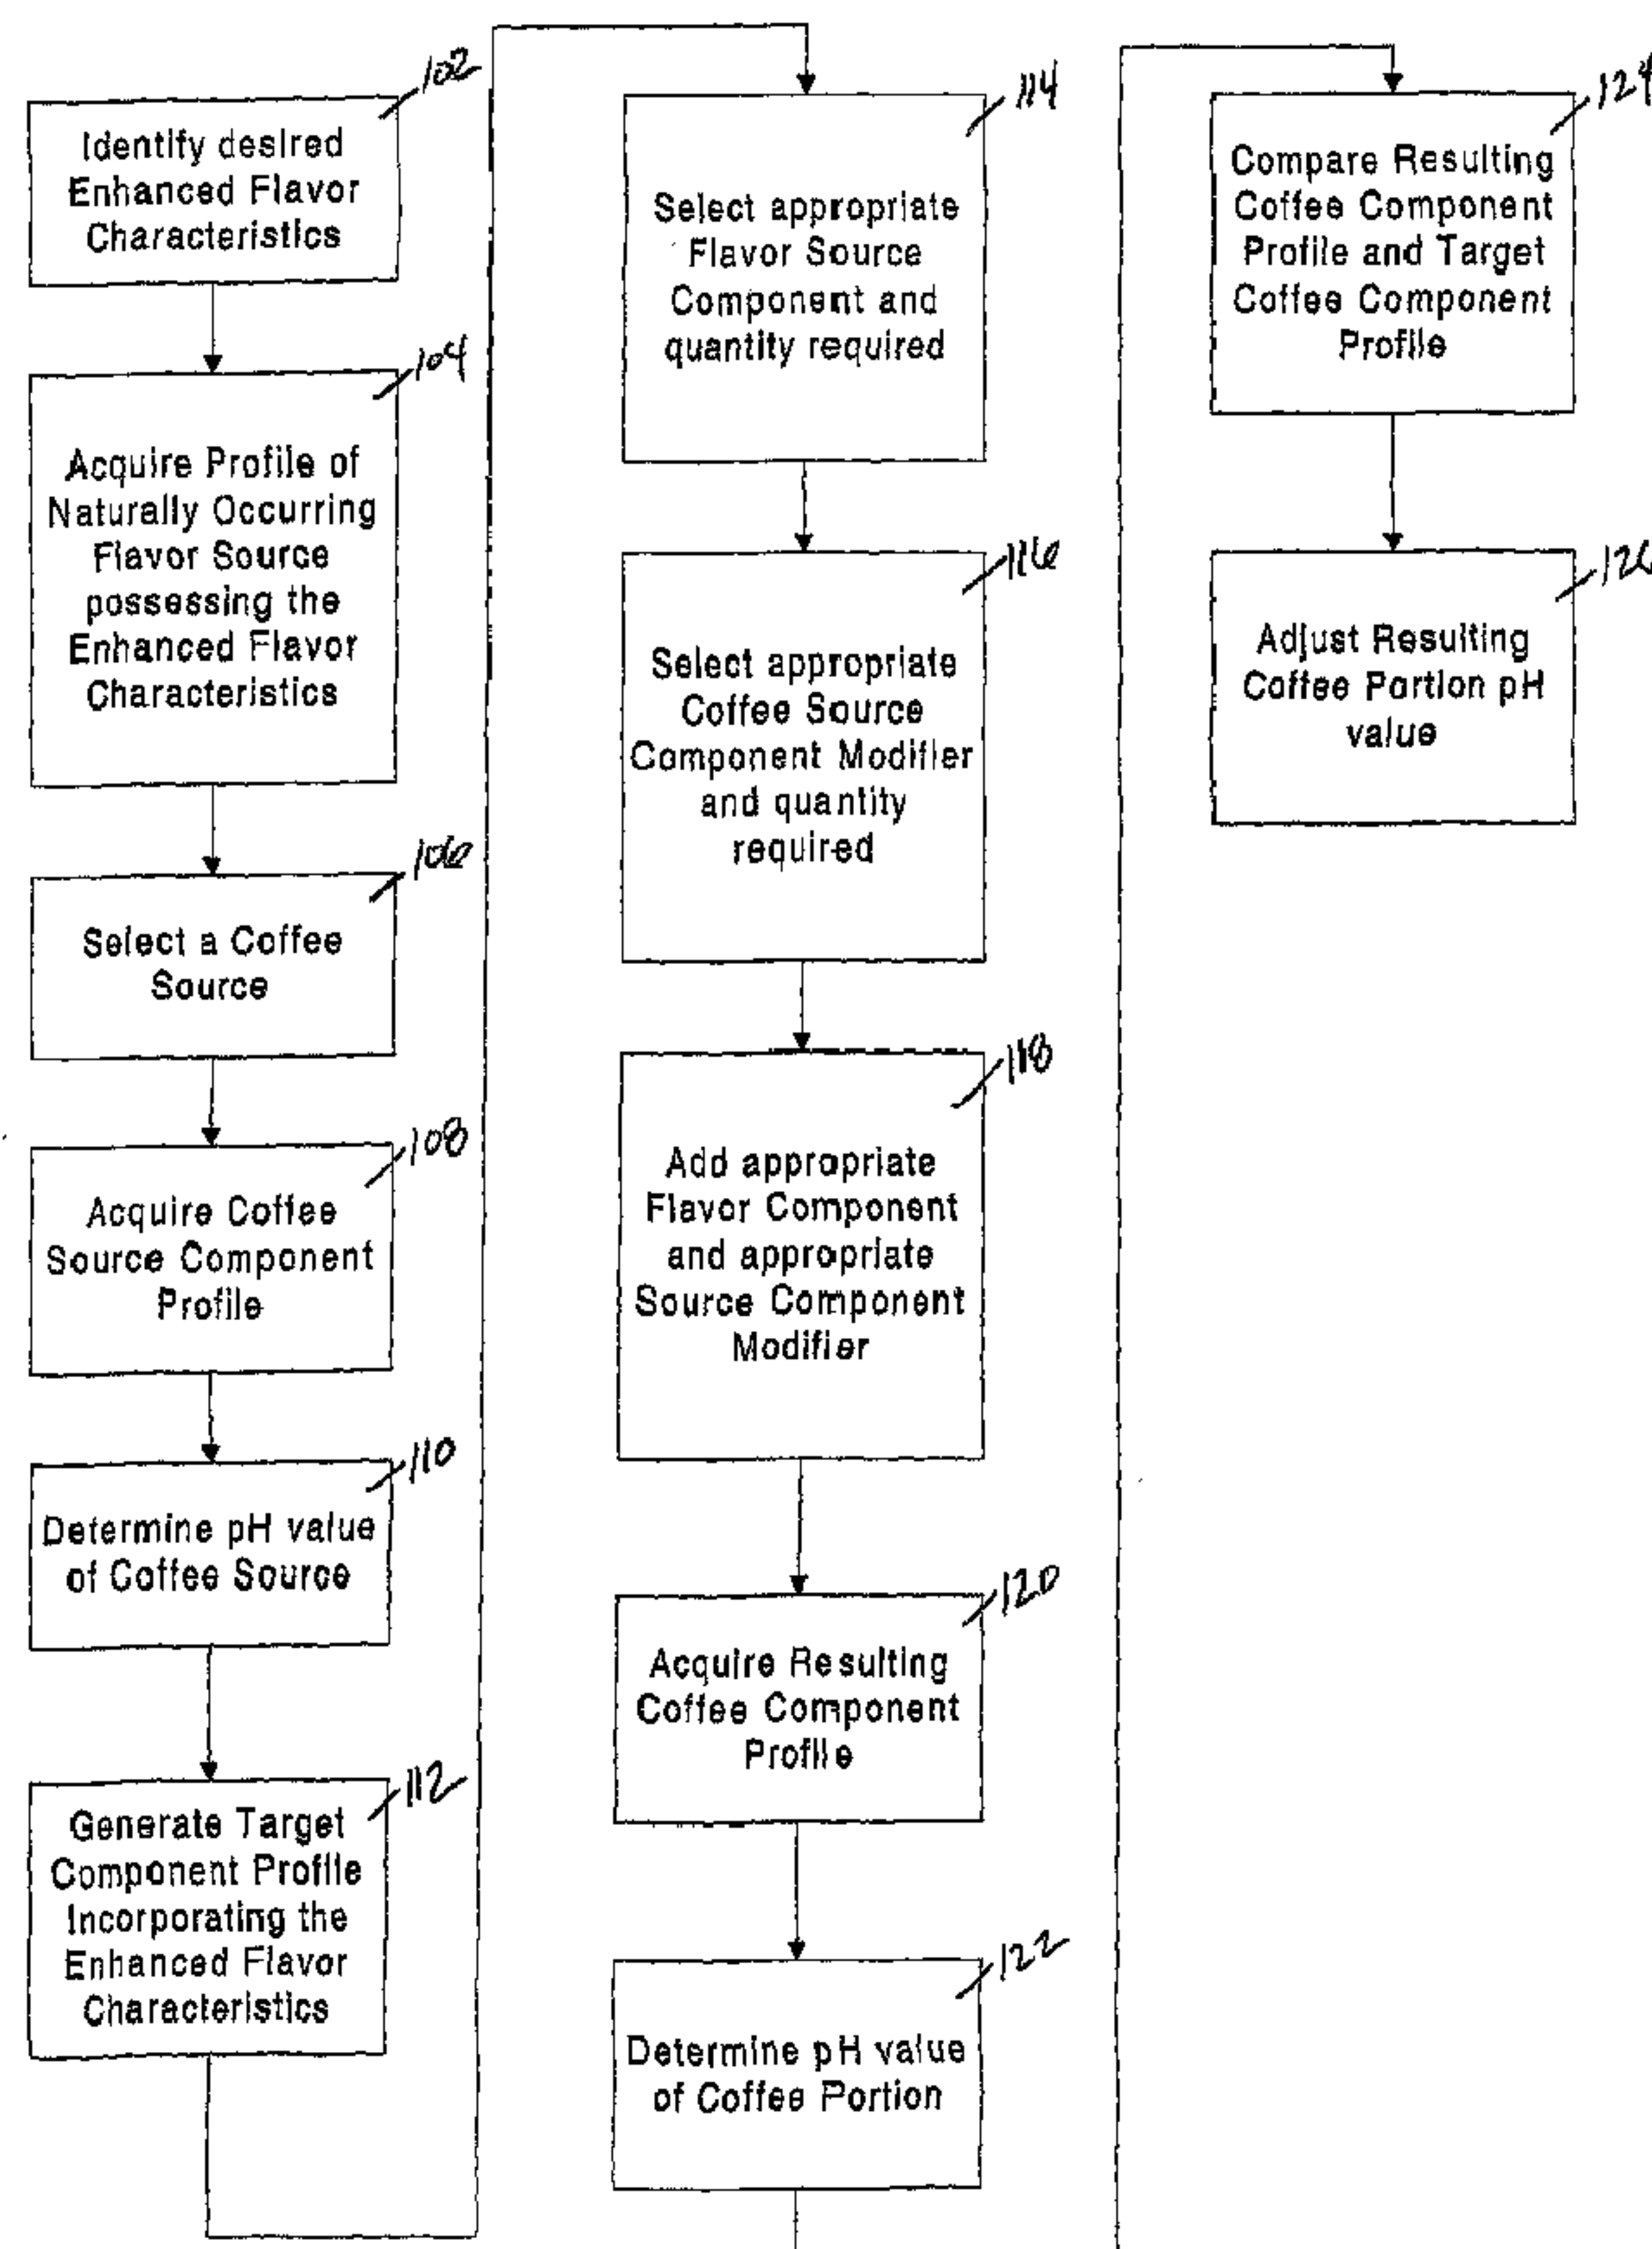 102
Identify desired
Enhanced Flavor
Characteristics
104
Acquire Profile of
Naturally Occurring
Flavor Source
possessing the
Enhanced Flavor
Characteristics
106
Select a Coffee
Source
108
Acquire Coffee
Source Component
Profile
110
Determine pH value
of Coffee Source
112
Generate Target
Component Profile
Incorporating the
Enhanced Flavor
Characteristics
114
Select appropriate
Flavor Source
Component and
quantity required
116
Select appropriate
Coffee Source
Component Modifier
and quantity
required
118
Add appropriate
Flavor Component
and appropriate
Source Component
Modifier
120
Acquire Resulting
Coffee Component
Profile
122
Determine pH value
of Coffee Portion
124
Compare Resulting
Coffee Component
Profile and Target
Coffee Component
Profile
126
Adjust Resulting
Coffee Portion pH
value